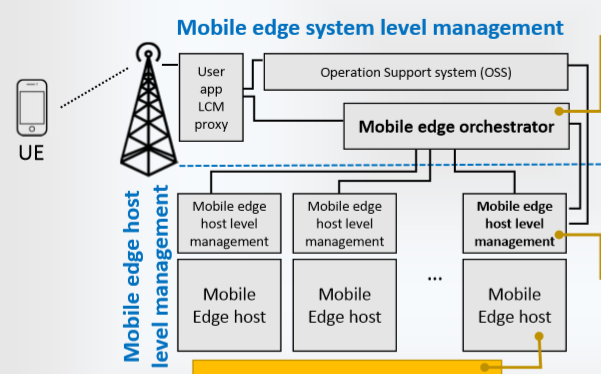 Mobile edge system level management
User
app
LCM
proxy
Operation Support system (OSS)
Mobile edge orchestrator
UE
Mobile edge host
level management
Mobile edge
host level
management
Mobile edge
host level
management
Mobile edge
host level
management
Mobile
Edge host
Mobile
Edge host
...
Mobile
Edge host